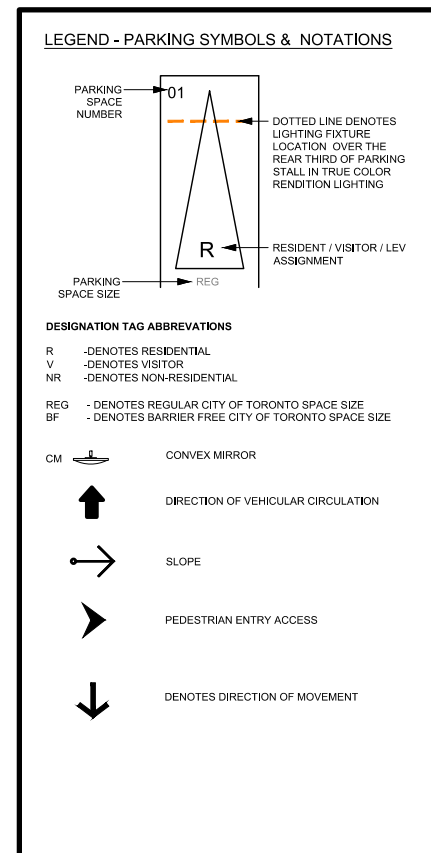 LEGEND - PARKING SYMBOLS & NOTATIONS
PARKING
SPACE
NUMBER
01
DOTTED LINE DENOTES
LIGHTING FIXTURE
LOCATION OVER THE
REAR THIRD OF PARKING
STALL IN TRUE COLOR
RENDITION LIGHTING
R
RESIDENT / VISITOR / LEV
ASSIGNMENT
PARKING
SPACE SIZE
REG
DESIGNATION TAG ABBREVATIONS
R -DENOTES RESIDENTIAL
V -DENOTES VISITOR
NR -DENOTES NON-RESIDENTIAL
REG - DENOTES REGULAR CITY OF TORONTO SPACE SIZE
BF - DENOTES BARRIER FREE CITY OF TORONTO SPACE SIZE
CM CONVEX MIRROR
DIRECTION OF VEHICULAR CIRCULATION
SLOPE
PEDESTRIAN ENTRY ACCESS
DENOTES DIRECTION OF MOVEMENT